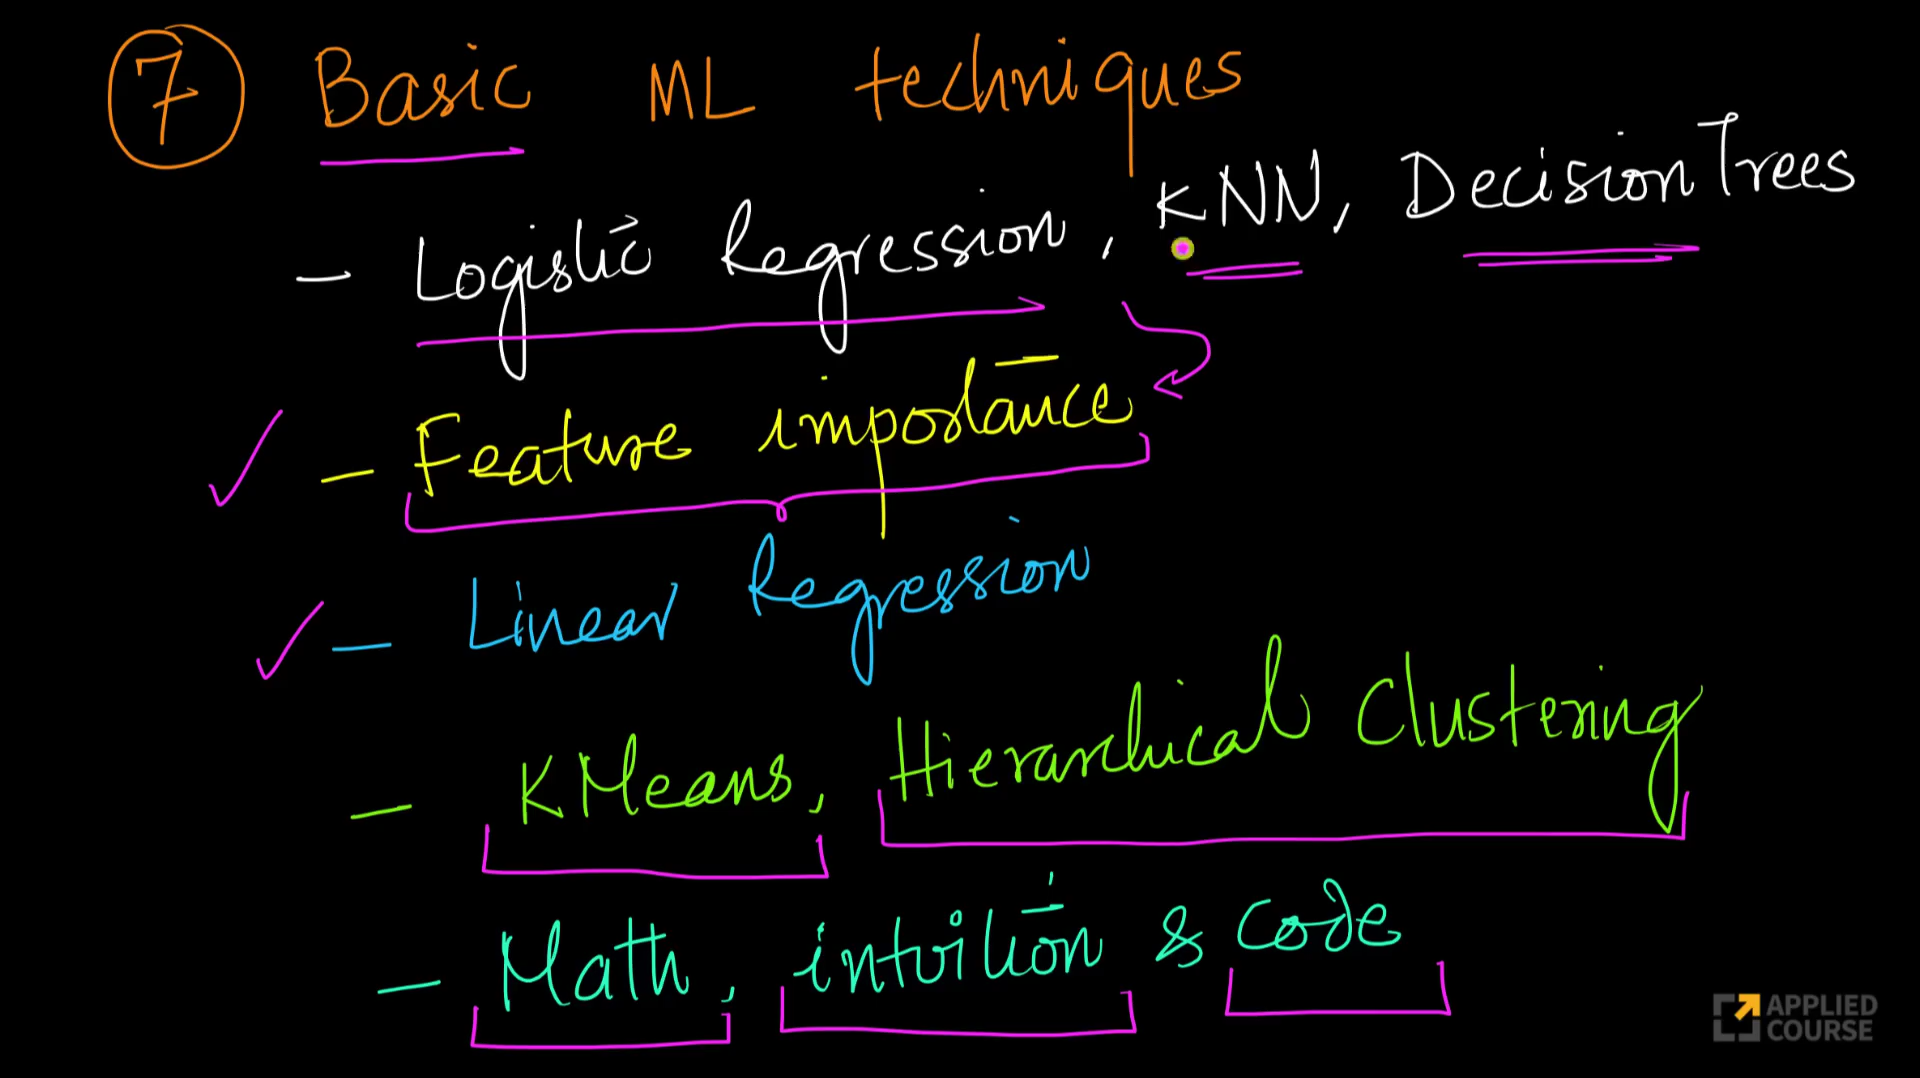 7 Basic ML techniques
- Logistic Regression, KNN, Decision Trees
- Feature importance
- Linear Regression
- KMeans, Hierarchical Clustering
- Math, intuition & code
APPLIED
COURSE